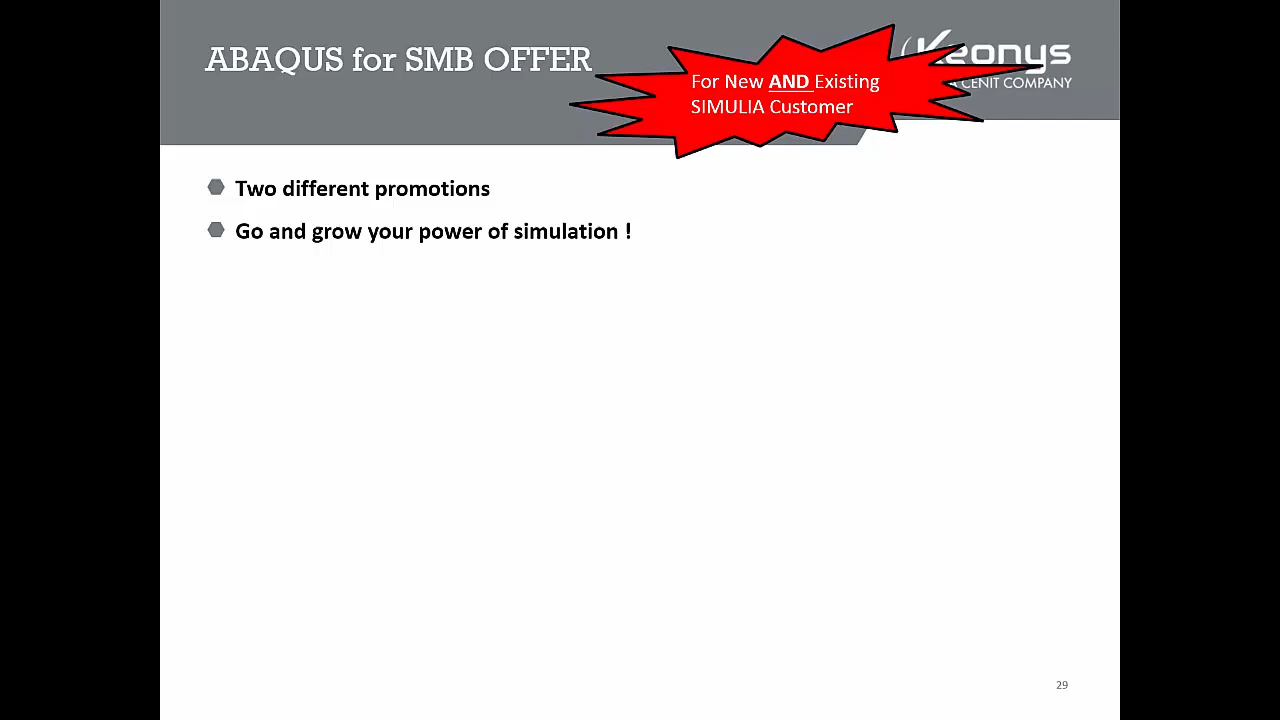 ABAQUS for SMB OFFER
For New AND Existing
SIMULIA Customer
Keonys
A CENIT COMPANY
Two different promotions
Go and grow your power of simulation !
29